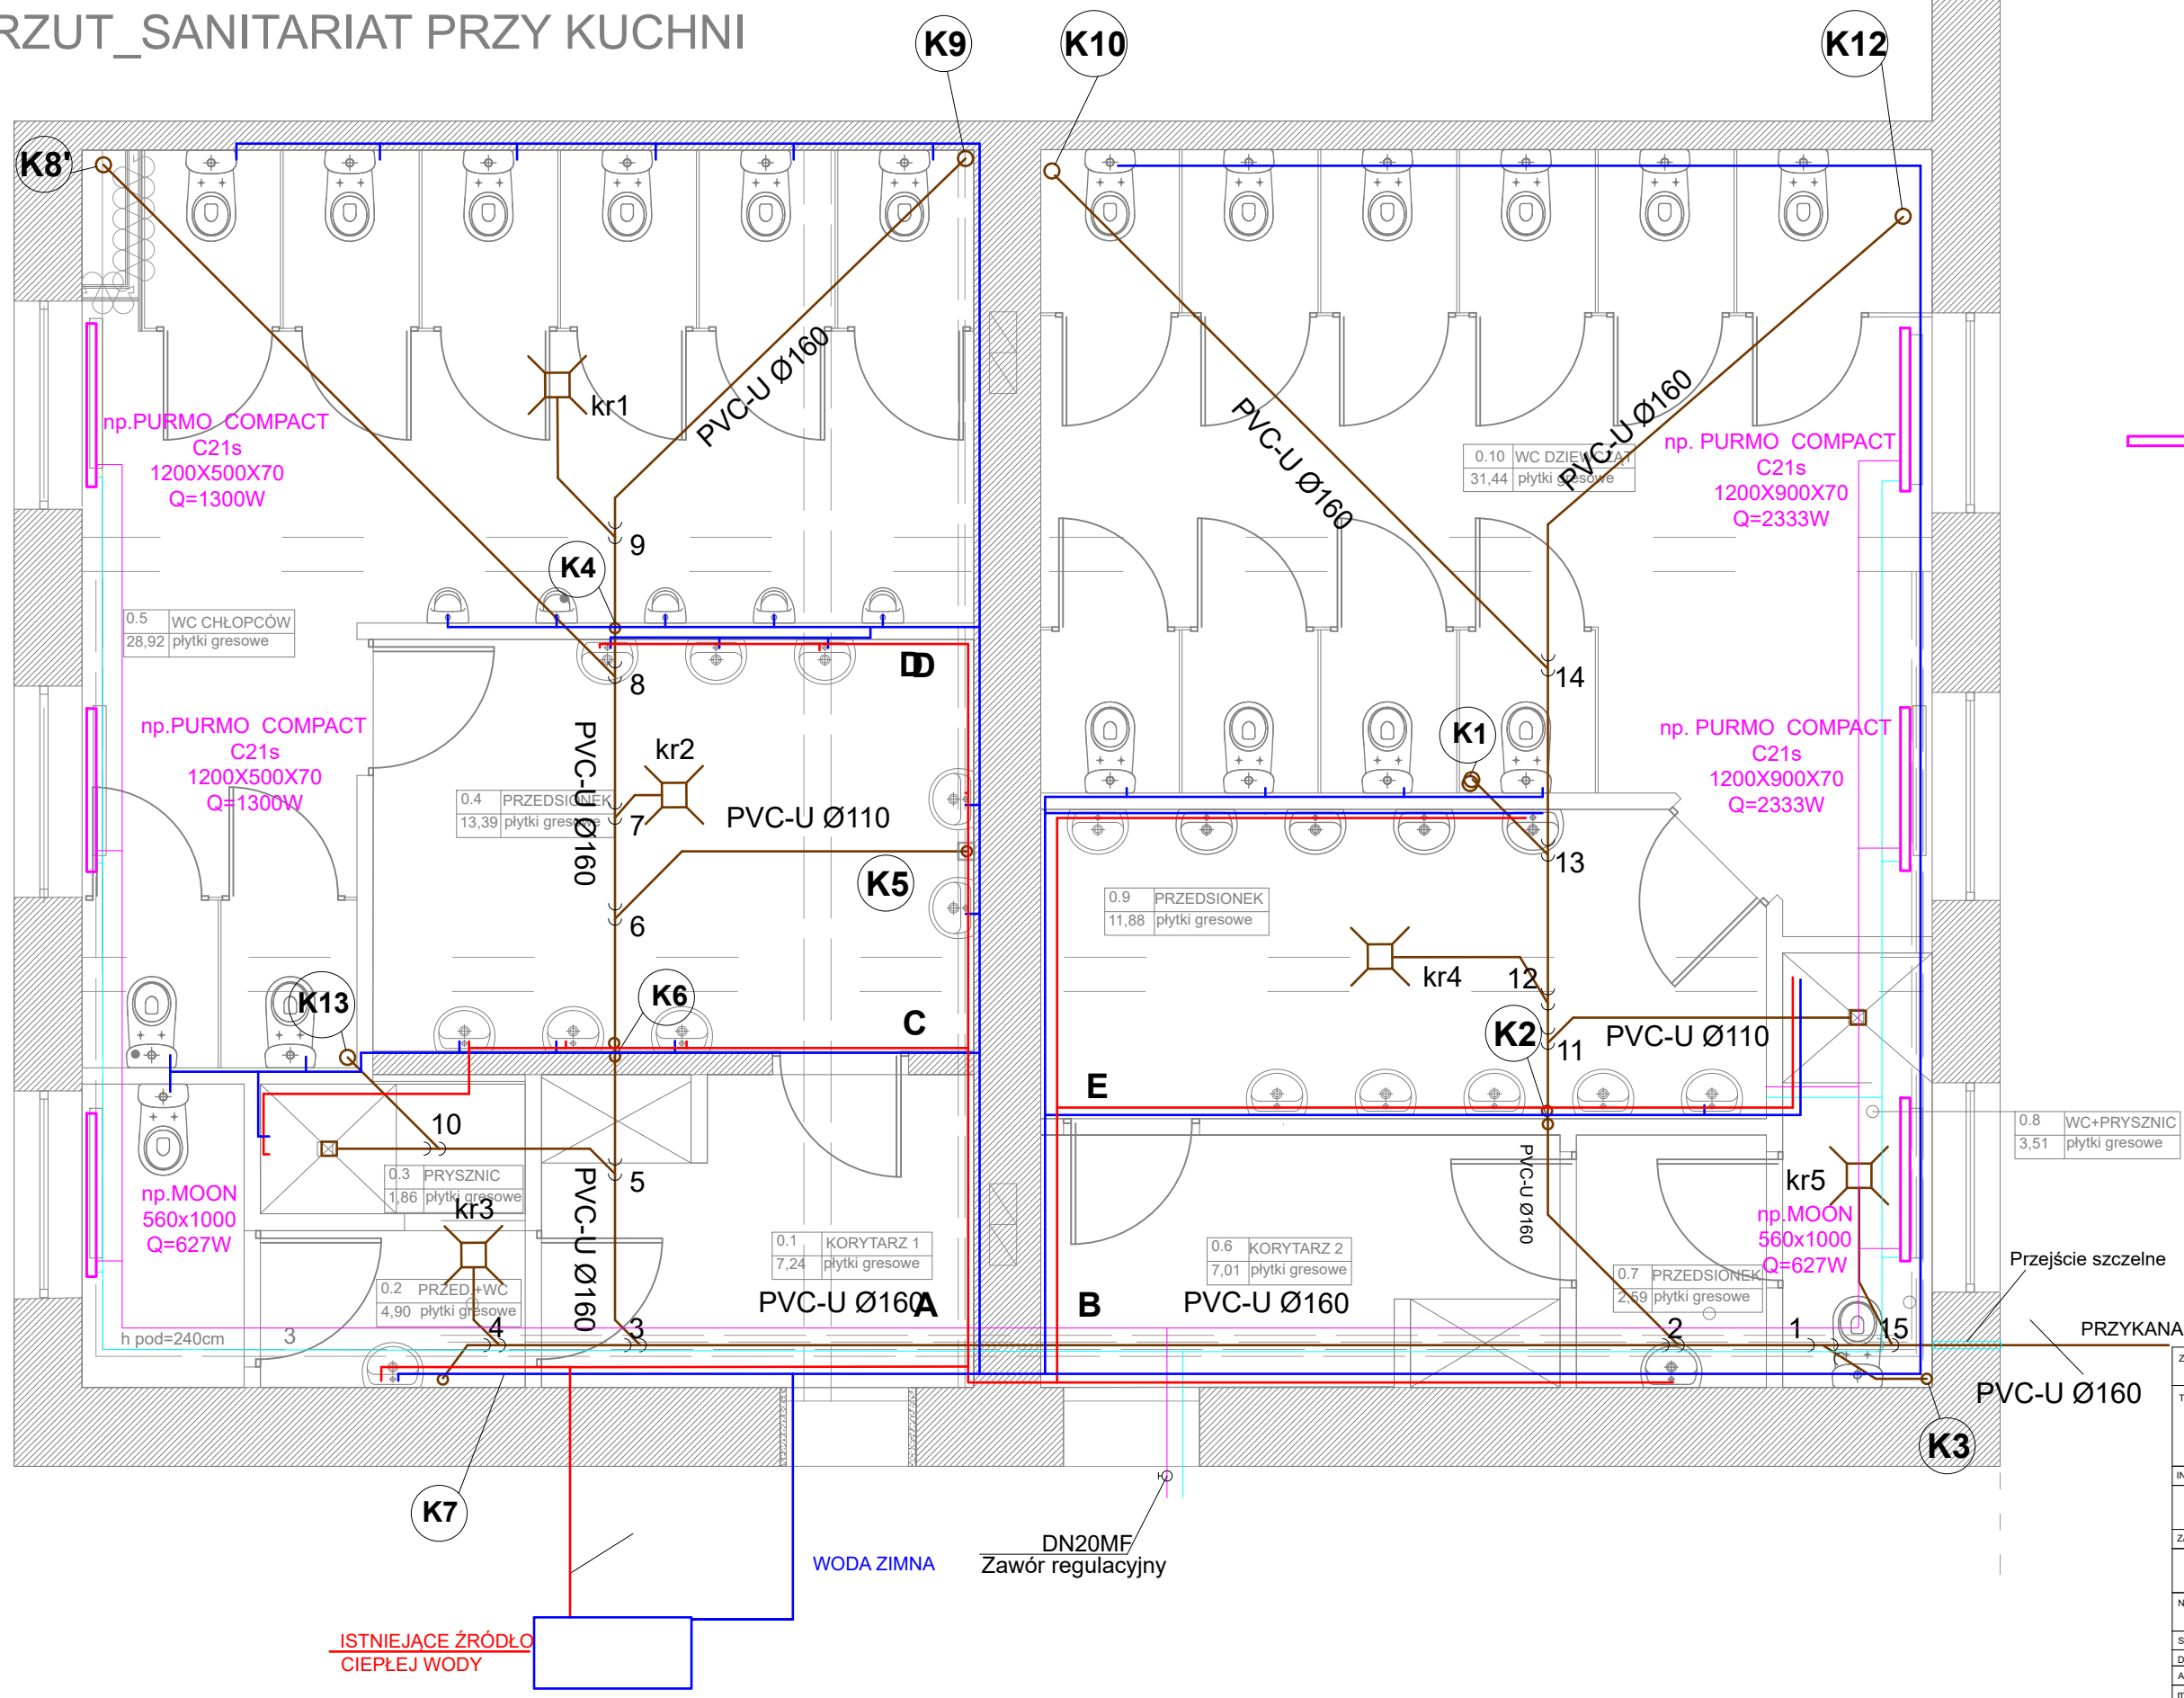 RZUT_SANITARIAT PRZY KUCHNI
K9
K10
K12
K8'
kr1
PVC-U Ø160
PVC-U Ø160
PVC-U Ø160
np.PURMO COMPACT
C21s
1200X500X70
Q=1300W
0.10 WC DZIEWCZĄT
31,44 płytki gresowe
np. PURMO COMPACT
C21s
1200X900X70
Q=2333W
9
K4
0.5 WC CHŁOPCÓW
28,92 płytki gresowe
8
D
D
14
np.PURMO COMPACT
C21s
1200X500X70
Q=1300W
PVC-U Ø160
kr2
K1
np. PURMO COMPACT
C21s
1200X900X70
Q=2333W
0.4 PRZEDSIONEK
13,39 płytki gresowe
7
PVC-U Ø110
K5
13
6
0.9 PRZEDSIONEK
11,88 płytki gresowe
K13
K6
C
kr4
12
K2
11
PVC-U Ø110
E
10
0.8 WC+PRYSZNIC
3,51 płytki gresowe
0.3 PRYSZNIC
1,86 płytki gresowe
5
PVC-U Ø160
PVC-U Ø160
kr5
np.MOON
560x1000
Q=627W
kr3
np.MOON
560x1000
Q=627W
0.1 KORYTARZ 1
7,24 płytki gresowe
0.6 KORYTARZ 2
7,01 płytki gresowe
Przejście szczelne
0.2 PRZED.+WC
4,90 płytki gresowe
0.7 PRZEDSIONEK
2,59 płytki gresowe
PVC-U Ø160
A
B
PVC-U Ø160
h pod=240cm
3
4
3
2
1
15
PRZYKANA
PVC-U Ø160
K3
K7
DN20MF
Zawór regulacyjny
WODA ZIMNA
ISTNIEJĄCE ŹRÓDŁO
CIEPŁEJ WODY